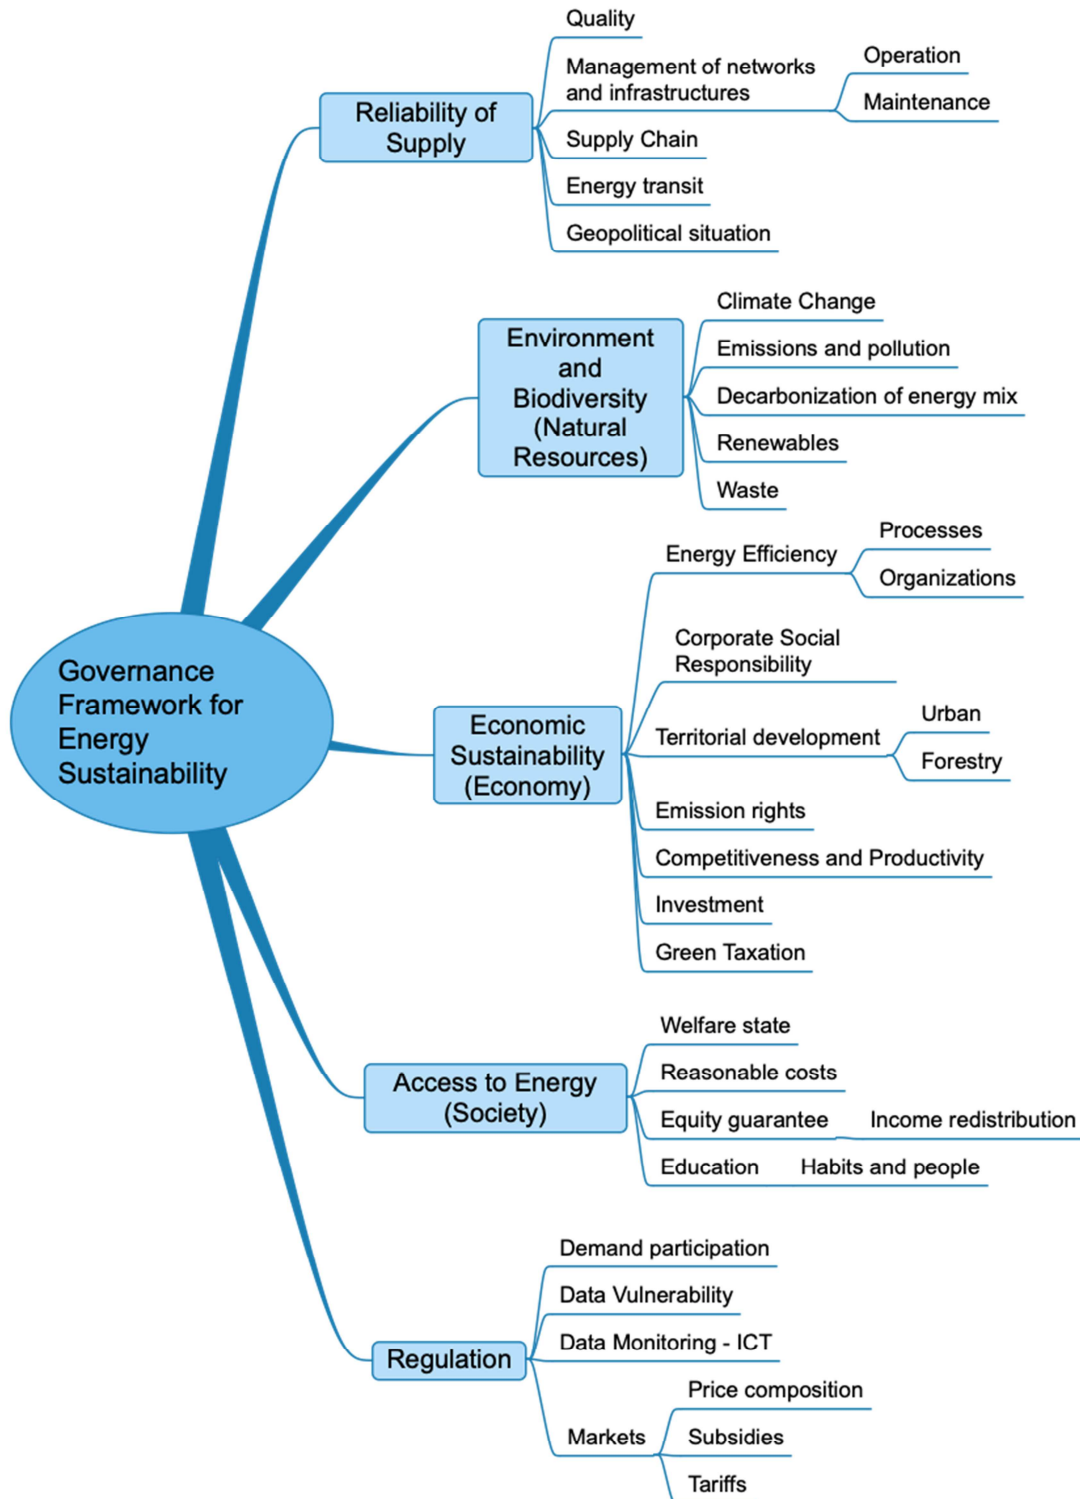 Quality
Management of networks
and infrastructures
Operation
Maintenance
Reliability of
Supply
Supply Chain
Energy transit
Geopolitical situation
Climate Change
Environment
and
Biodiversity
(Natural
Resources)
Emissions and pollution
Decarbonization of energy mix
Renewables
Waste
Energy Efficiency
Processes
Organizations
Corporate Social
Responsibility
Governance
Framework for
Energy
Sustainability
Economic
Sustainability
(Economy)
Territorial development
Urban
Forestry
Emission rights
Competitiveness and Productivity
Investment
Green Taxation
Welfare state
Access to Energy
(Society)
Reasonable costs
Equity guarantee
Income redistribution
Education
Habits and people
Demand participation
Data Vulnerability
Data Monitoring - ICT
Regulation
Markets
Price composition
Subsidies
Tariffs